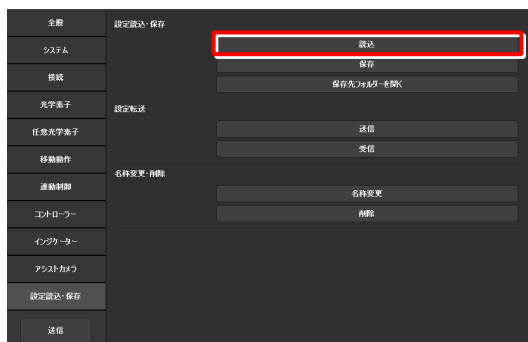 全般
システム
接続
光学素子
任意光学素子
移動動作
連動制御
コントローラー
インジケーター
アシストカメラ
設定読込・保存
送信
設定読込・保存
読込
保存
保存先フォルダーを開く
設定転送
送信
受信
名称変更・削除
名称変更
削除